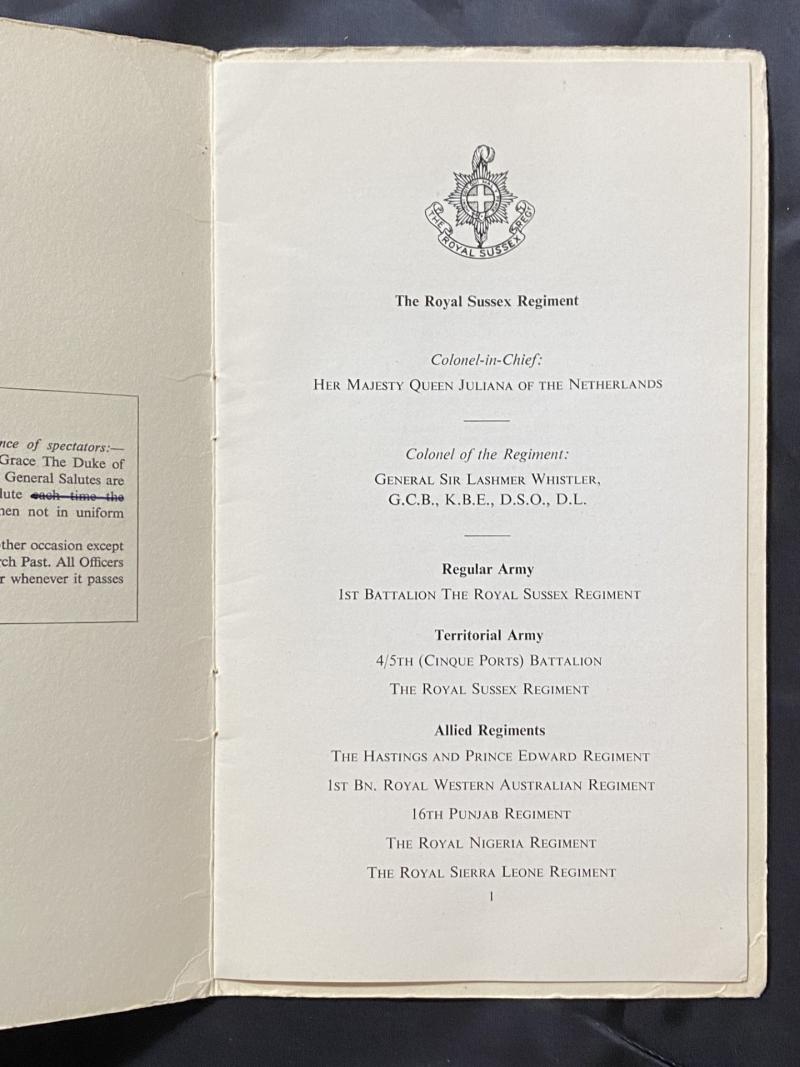 nce of spectators:—
Grace The Duke of
General Salutes are
lute each time the
hen not in uniform
ther occasion except
rch Past. All Officers
r whenever it passes
THE ROYAL SUSSEX REGT
The Royal Sussex Regiment
Colonel-in-Chief:
HER MAJESTY QUEEN JULIANA OF THE NETHERLANDS
Colonel of the Regiment:
GENERAL SIR LASHMER WHISTLER,
G.C.B., K.B.E., D.S.O., D.L.
Regular Army
1ST BATTALION THE ROYAL SUSSEX REGIMENT
Territorial Army
4/5TH (CINQUE PORTS) BATTALION
THE ROYAL SUSSEX REGIMENT
Allied Regiments
THE HASTINGS AND PRINCE EDWARD REGIMENT
1ST BN. ROYAL WESTERN AUSTRALIAN REGIMENT
16TH PUNJAB REGIMENT
THE ROYAL NIGERIA REGIMENT
THE ROYAL SIERRA LEONE REGIMENT
1